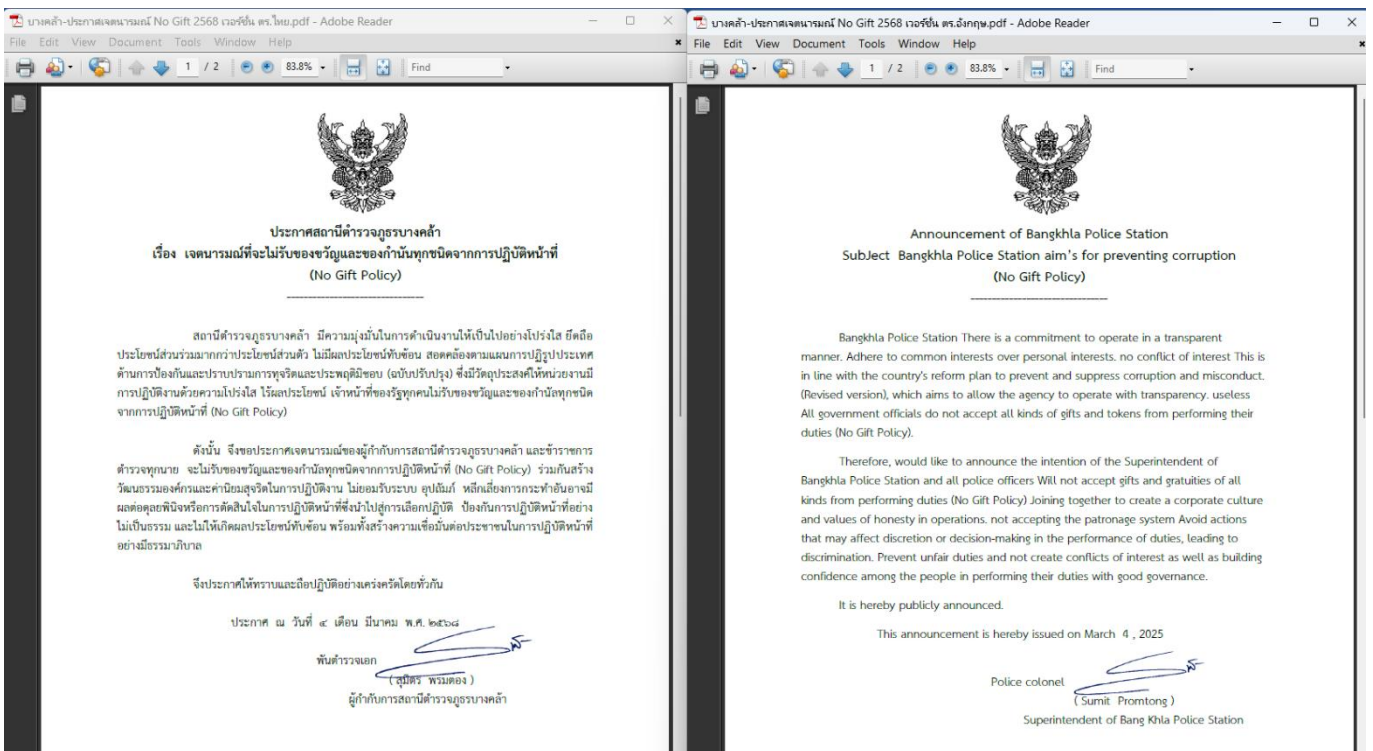 บางคล้า-ประกาศเจตนารมณ์ No Gift 2568 เวอร์ชั่น ตร.ไทย.pdf - Adobe Reader
File Edit View Document Tools Window Help
1 / 2 83.8% Find
ประกาศสถานีตำรวจภูธรบางคล้า
เรื่อง เจตนารมณ์ที่จะไม่รับของขวัญและของกำนันทุกชนิดจากการปฏิบัติหน้าที่
(No Gift Policy)
สถานีตำรวจภูธรบางคล้า มีความมุ่งมั่นในการดำเนินงานให้เป็นไปอย่างโปร่งใส ยึดถือ
ประโยชน์ส่วนร่วมมากกว่าประโยชน์ส่วนตัว ไม่มีผลประโยชน์ทับซ้อน สอดคล้องตามแผนการปฏิรูปประเทศ
ด้านการป้องกันและปราบปรามการทุจริตและประพฤติมิชอบ (ฉบับปรับปรุง) ซึ่งมีวัตถุประสงค์ให้หน่วยงานมี
การปฏิบัติงานด้วยความโปร่งใส ไร้ผลประโยชน์ เจ้าหน้าที่ของรัฐทุกคนไม่รับของขวัญและของกำนัลทุกชนิด
จากการปฏิบัติหน้าที่ (No Gift Policy)
ดังนั้น จึงขอประกาศเจตนารมณ์ของผู้กำกับการสถานีตำรวจภูธรบางคล้า และข้าราชการ
ตำรวจทุกนาย จะไม่รับของขวัญและของกำนัลทุกชนิดจากการปฏิบัติหน้าที่ (No Gift Policy) ร่วมกันสร้าง
วัฒนธรรมองค์กรและค่านิยมสุจริตในการปฏิบัติงาน ไม่ยอมรับระบบ อุปถัมภ์ หลีกเลี่ยงการกระทำอันอาจมี
ผลต่อดุลยพินิจหรือการตัดสินใจในการปฏิบัติหน้าที่ซึ่งนำไปสู่การเลือกปฏิบัติ ป้องกันการปฏิบัติหน้าที่อย่าง
ไม่เป็นธรรม และไม่ให้เกิดผลประโยชน์ทับซ้อน พร้อมทั้งสร้างความเชื่อมั่นต่อประชาชนในการปฏิบัติหน้าที่
อย่างมีธรรมาภิบาล
จึงประกาศให้ทราบและถือปฏิบัติอย่างเคร่งครัดโดยทั่วกัน
ประกาศ ณ วันที่ ๔ เดือน มีนาคม พ.ศ. ๒๕๖๘
พันตำรวจเอก
( สุมิตร พรมตอง )
ผู้กำกับการสถานีตำรวจภูธรบางคล้า
บางคล้า-ประกาศเจตนารมณ์ No Gift 2568 เวอร์ชั่น ตร.อังกฤษ.pdf - Adobe Reader
File Edit View Document Tools Window Help
1 / 2 83.8% Find
Announcement of Bangkhla Police Station
SubJect Bangkhla Police Station aim's for preventing corruption
(No Gift Policy)
Bangkhla Police Station There is a commitment to operate in a transparent
manner. Adhere to common interests over personal interests. no conflict of interest This is
in line with the country's reform plan to prevent and suppress corruption and misconduct.
(Revised version), which aims to allow the agency to operate with transparency. useless
All government officials do not accept all kinds of gifts and tokens from performing their
duties (No Gift Policy).
Therefore, would like to announce the intention of the Superintendent of
Bangkhla Police Station and all police officers Will not accept gifts and gratuities of all
kinds from performing duties (No Gift Policy) Joining together to create a corporate culture
and values of honesty in operations. not accepting the patronage system Avoid actions
that may affect discretion or decision-making in the performance of duties, leading to
discrimination. Prevent unfair duties and not create conflicts of interest as well as building
confidence among the people in performing their duties with good governance.
It is hereby publicly announced.
This announcement is hereby issued on March 4 , 2025
Police colonel
( Sumit Promtong )
Superintendent of Bang Khla Police Station